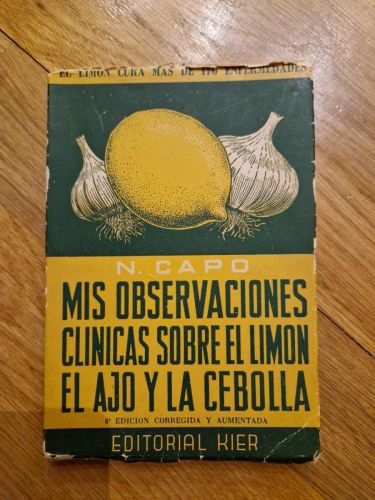 EL LIMON CURA MAS DE 170 ENFERMEDADES
N. CAPO
MIS OBSERVACIONES
CLINICAS SOBRE EL LIMON
EL AJO Y LA CEBOLLA
8ª EDICION CORREGIDA Y AUMENTADA
EDITORIAL KIER